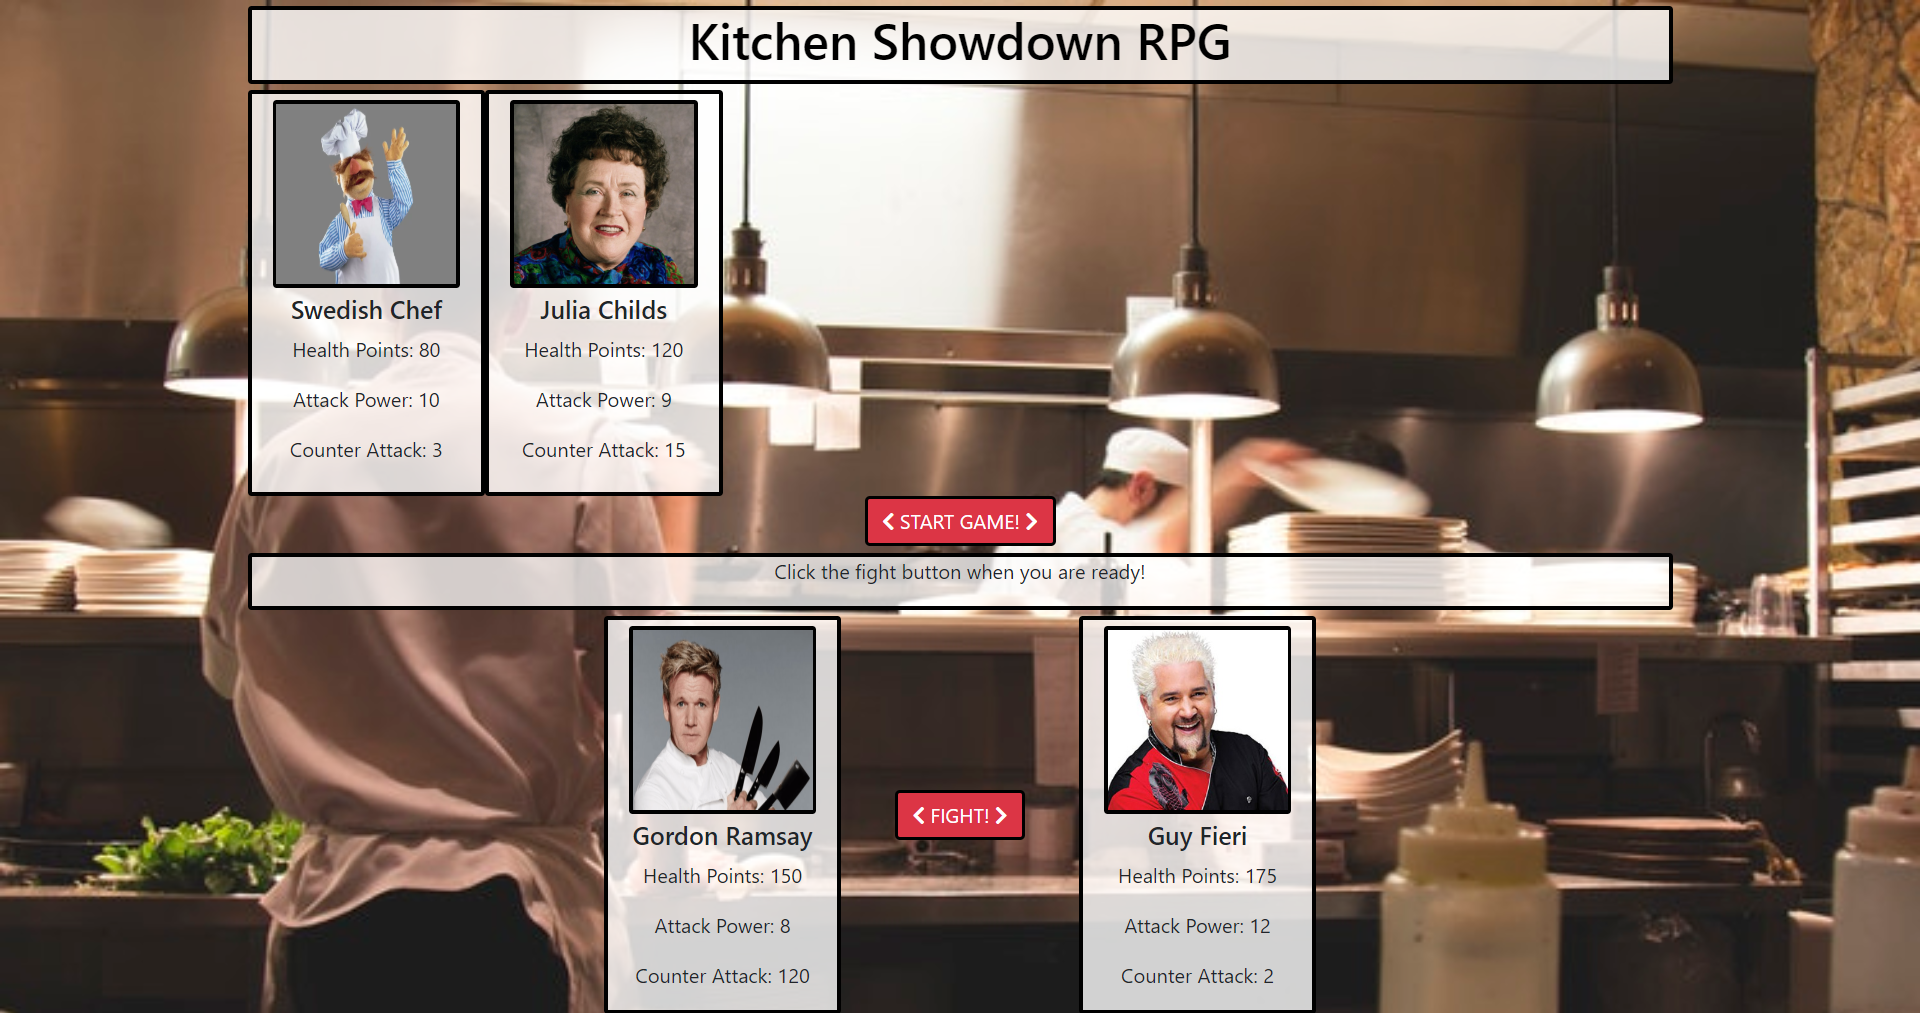 Kitchen Showdown RPG
Swedish Chef
Health Points: 80
Attack Power: 10
Counter Attack: 3
Julia Childs
Health Points: 120
Attack Power: 9
Counter Attack: 15
START GAME!
Click the fight button when you are ready!
Gordon Ramsay
Health Points: 150
Attack Power: 8
Counter Attack: 120
FIGHT!
Guy Fieri
Health Points: 175
Attack Power: 12
Counter Attack: 2